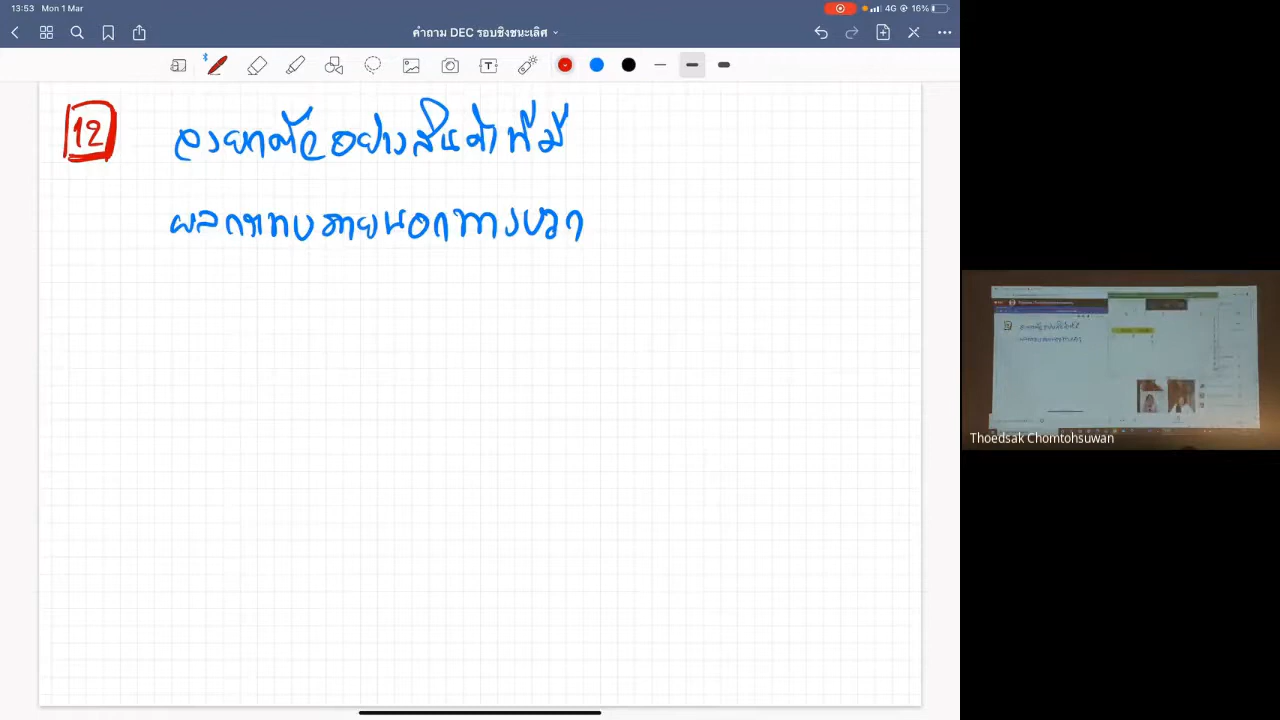 13:53 Mon 1 Mar
4G 16%
คำถาม DEC รอบชิงชนะเลิศ
12 จงยกตัวอย่างสินค้าที่มี
ผลกระทบภายนอกทางบวก
Thoedsak Chomtohsuwan